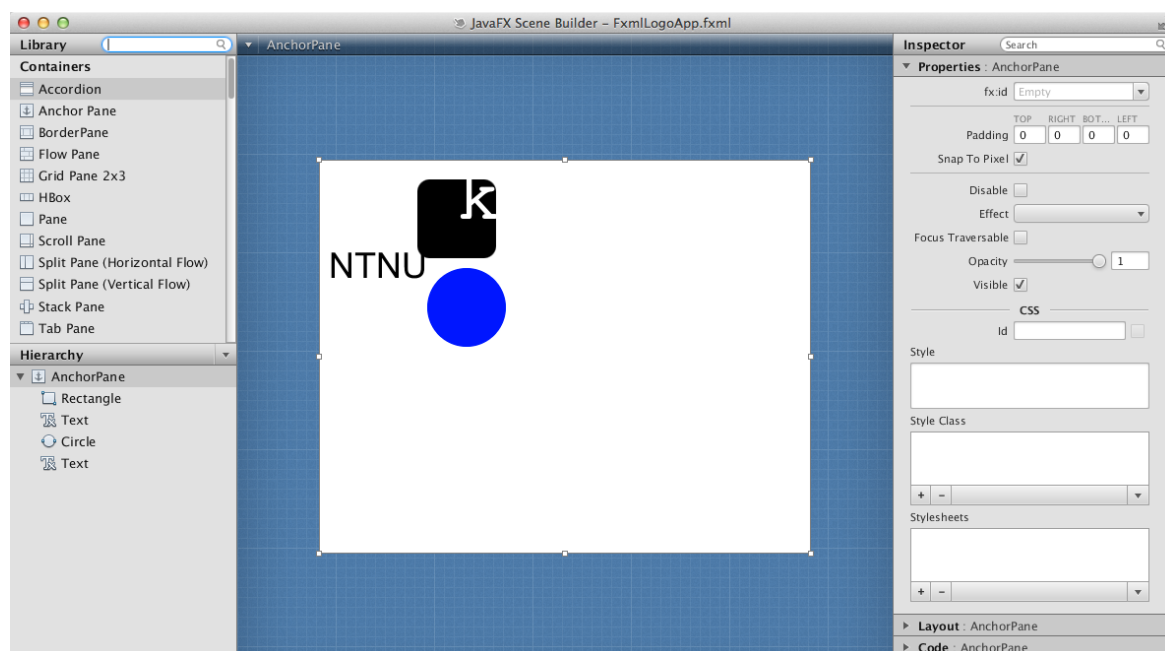 JavaFX Scene Builder – FxmlLogoApp.fxml
Library
AnchorPane
Containers
Accordion
Anchor Pane
BorderPane
Flow Pane
Grid Pane 2x3
HBox
Pane
Scroll Pane
Split Pane (Horizontal Flow)
Split Pane (Vertical Flow)
Stack Pane
Tab Pane
Hierarchy
AnchorPane
Rectangle
Text
Circle
Text
k
NTNU
Inspector
Search
Properties : AnchorPane
fx:id Empty
TOP RIGHT BOT... LEFT
Padding 0 0 0 0
Snap To Pixel
Disable
Effect
Focus Traversable
Opacity 1
Visible
CSS
Id
Style
Style Class
+ –
Stylesheets
+ –
Layout : AnchorPane
Code : AnchorPane